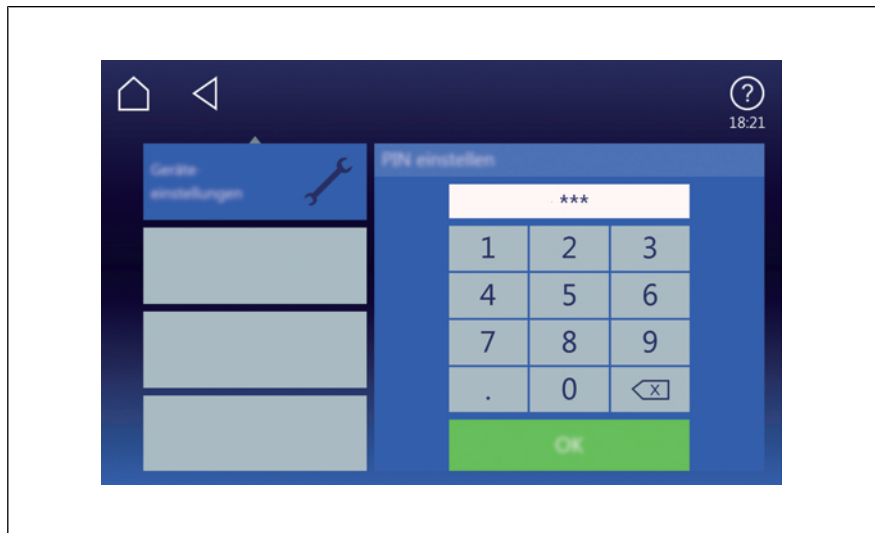 ?
18:21
Geräte-
einstellungen
PIN einstellen
***
1 2 3
4 5 6
7 8 9
. 0 X
OK